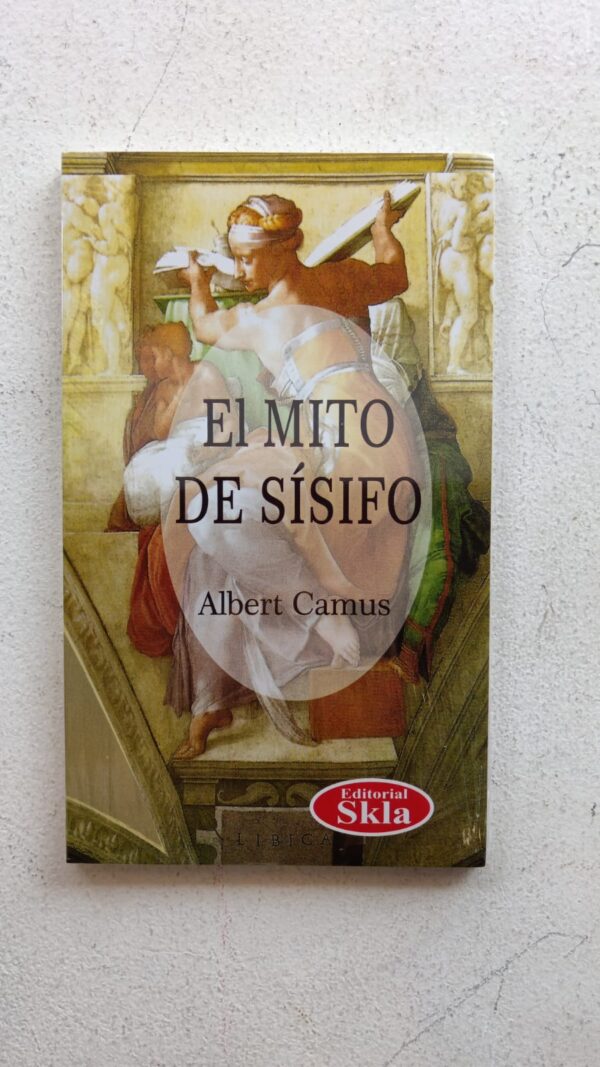 El MITO
DE SÍSIFO
Albert Camus
Editorial
Skla
LIBICA